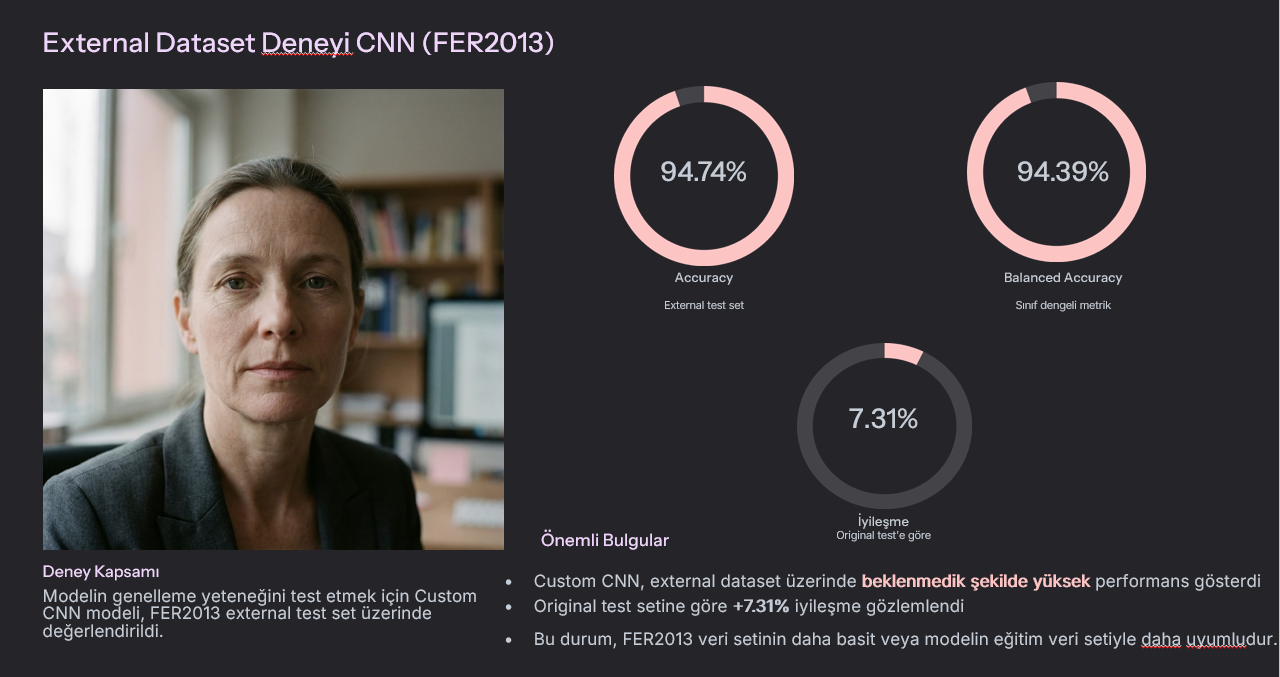 External Dataset Deneyi CNN (FER2013)
94.74%
Accuracy
External test set
94.39%
Balanced Accuracy
Sınıf dengeli metrik
7.31%
İyileşme
Original test'e göre
Deney Kapsamı
Modelin genelleme yeteneğini test etmek için Custom
CNN modeli, FER2013 external test set üzerinde
değerlendirildi.
Önemli Bulgular
• Custom CNN, external dataset üzerinde beklenmedik şekilde yüksek performans gösterdi
• Original test setine göre +7.31% iyileşme gözlemlendi
• Bu durum, FER2013 veri setinin daha basit veya modelin eğitim veri setiyle daha uyumludur.